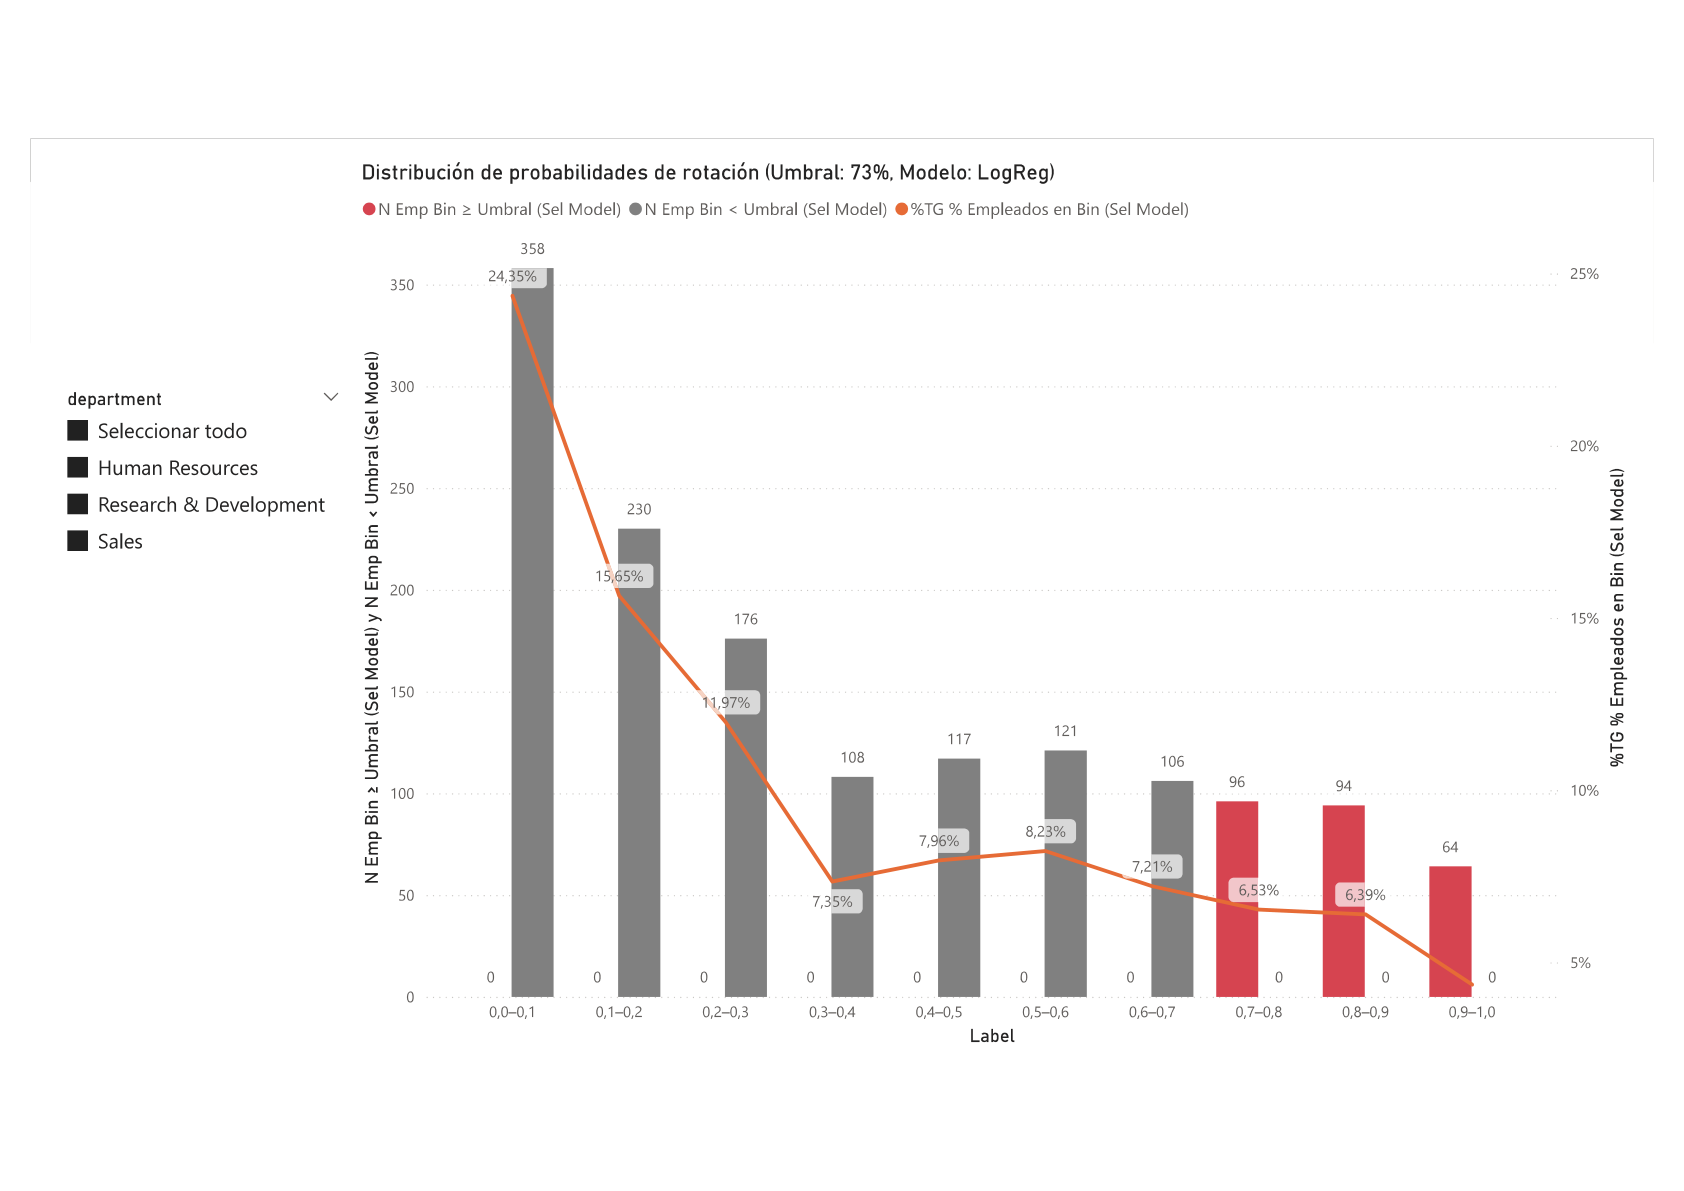 Distribución de probabilidades de rotación (Umbral: 73%, Modelo: LogReg)
N Emp Bin ≥ Umbral (Sel Model) N Emp Bin < Umbral (Sel Model) %TG % Empleados en Bin (Sel Model)
department
Seleccionar todo
Human Resources
Research & Development
Sales
N Emp Bin ≥ Umbral (Sel Model) y N Emp Bin < Umbral (Sel Model)
350
300
250
200
150
100
50
0
358
230
176
108
117
121
106
96
94
64
24,35%
15,65%
11,97%
7,35%
7,96%
8,23%
7,21%
6,53%
6,39%
0 0 0 0 0 0 0 0 0 0
25%
20%
15%
10%
5%
%TG % Empleados en Bin (Sel Model)
0,0–0,1 0,1–0,2 0,2–0,3 0,3–0,4 0,4–0,5 0,5–0,6 0,6–0,7 0,7–0,8 0,8–0,9 0,9–1,0
Label